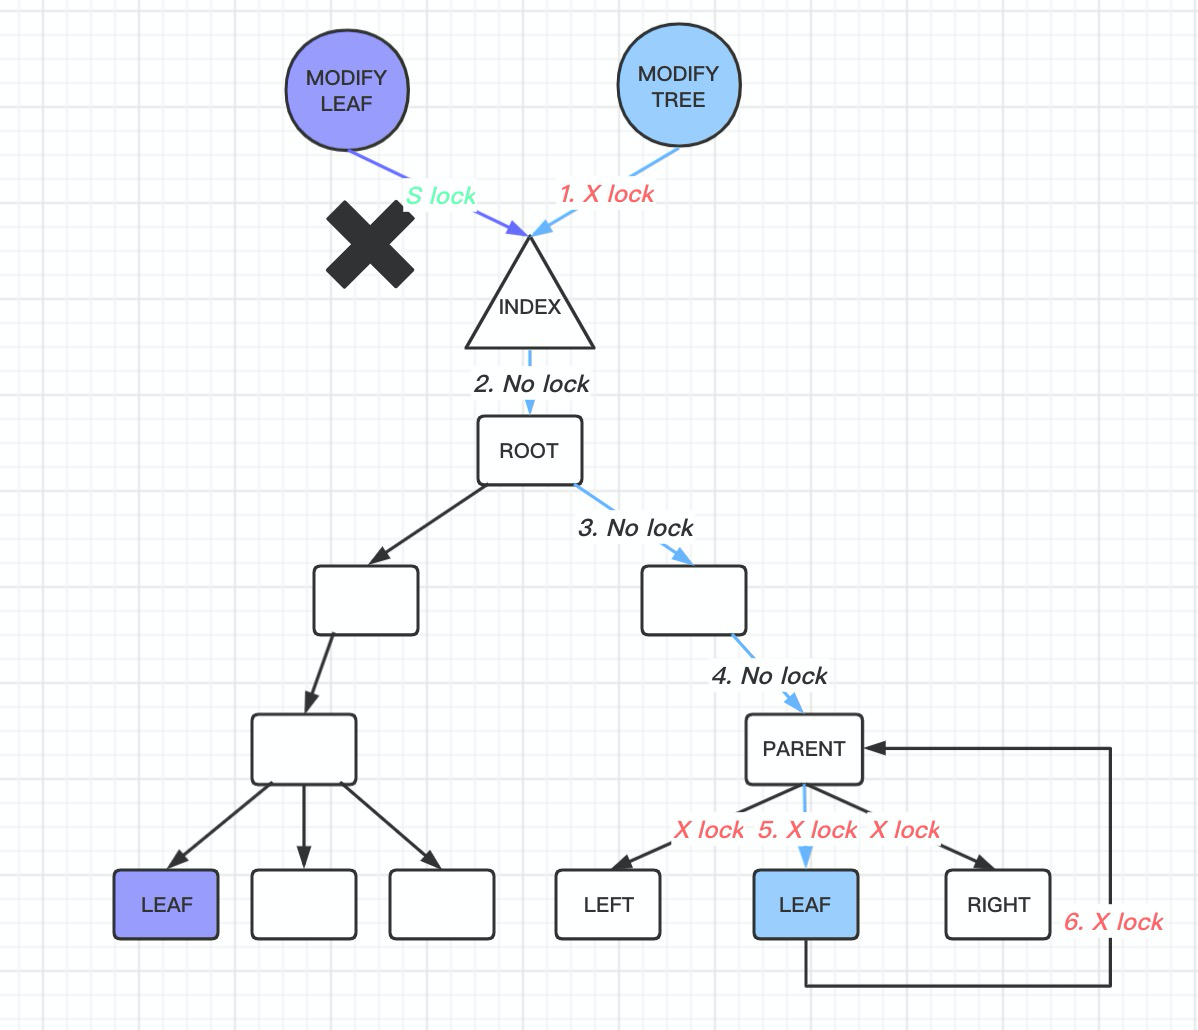 MODIFY
LEAF
MODIFY
TREE
S lock
1. X lock
INDEX
2. No lock
ROOT
3. No lock
4. No lock
PARENT
X lock
5. X lock
X lock
LEAF
LEFT
LEAF
RIGHT
6. X lock